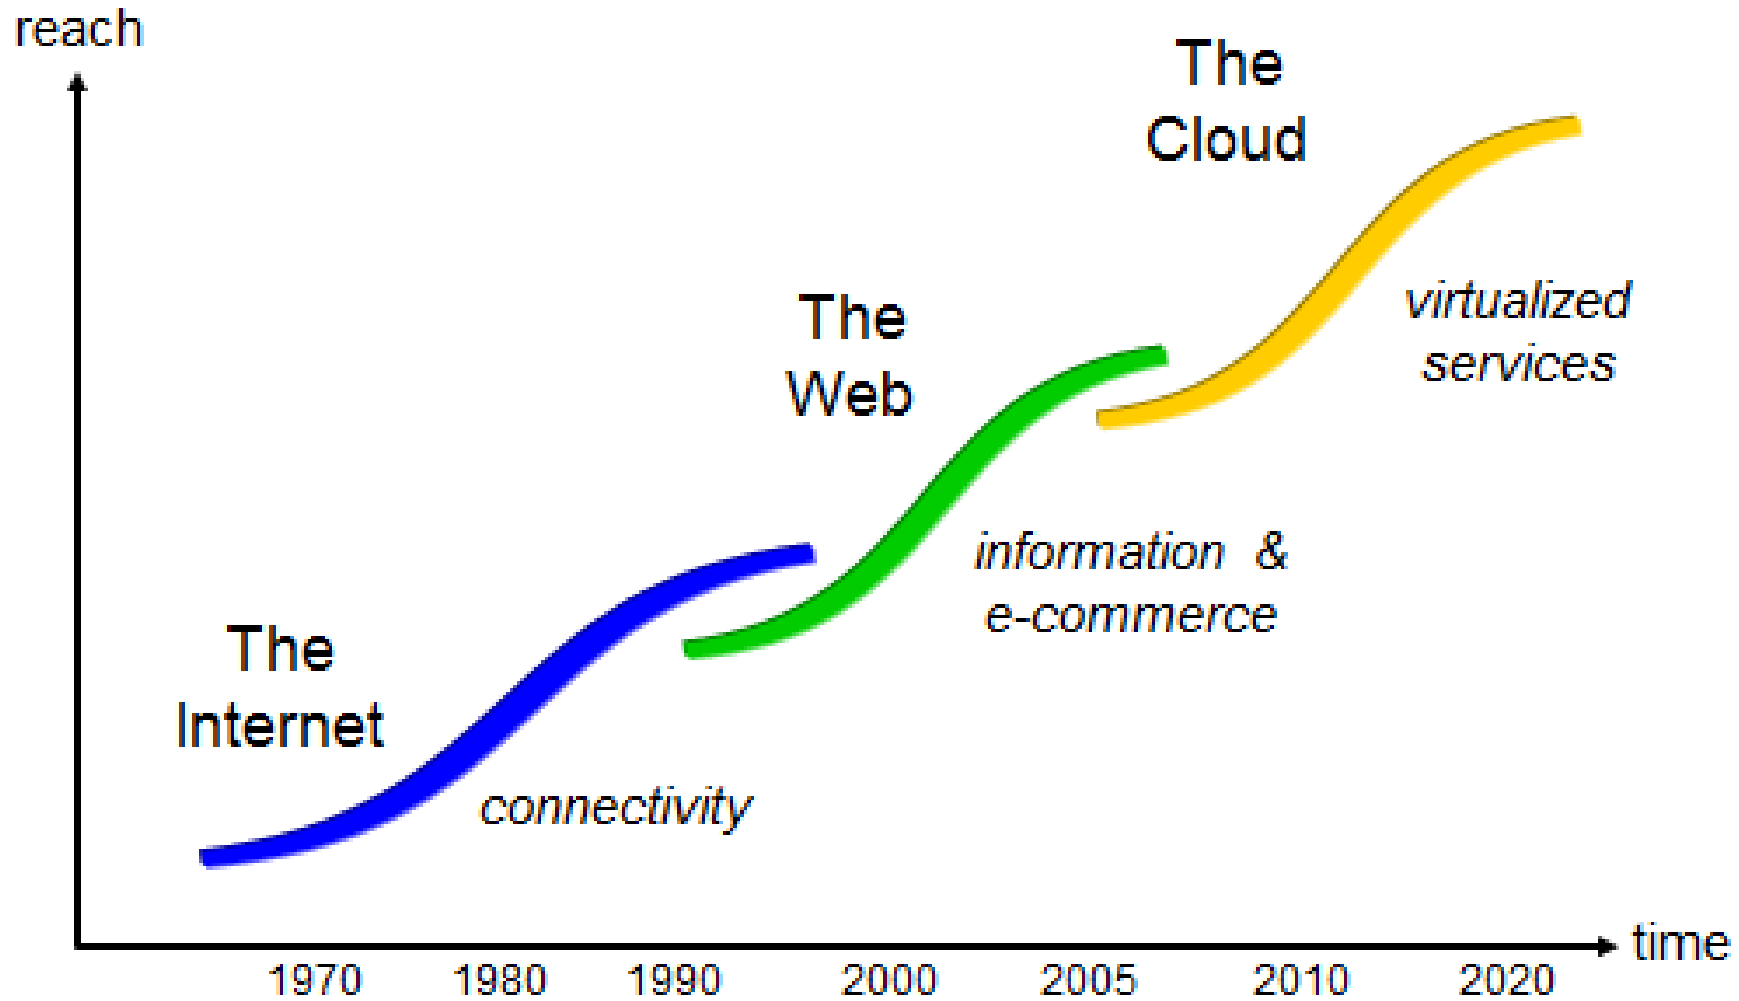 reach
The
Cloud
virtualized
services
The
Web
information &
e-commerce
The
Internet
connectivity
time
1970 1980 1990 2000 2005 2010 2020